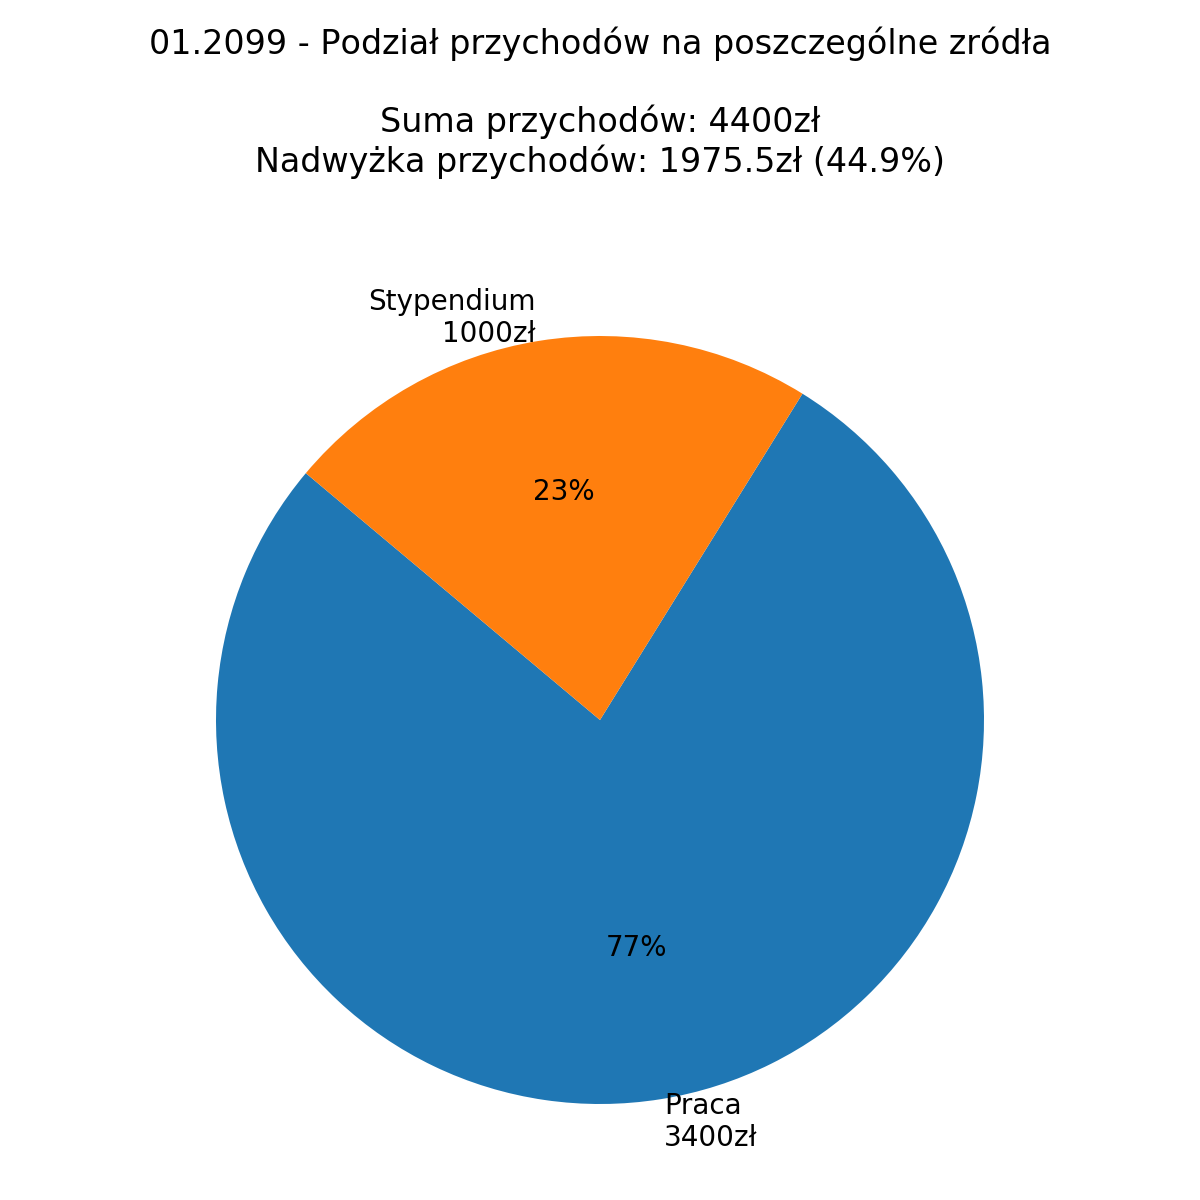 01.2099 - Podział przychodów na poszczególne zródła
Suma przychodów: 4400zł
Nadwyżka przychodów: 1975.5zł (44.9%)
Stypendium
1000zł
23%
77%
Praca
3400zł